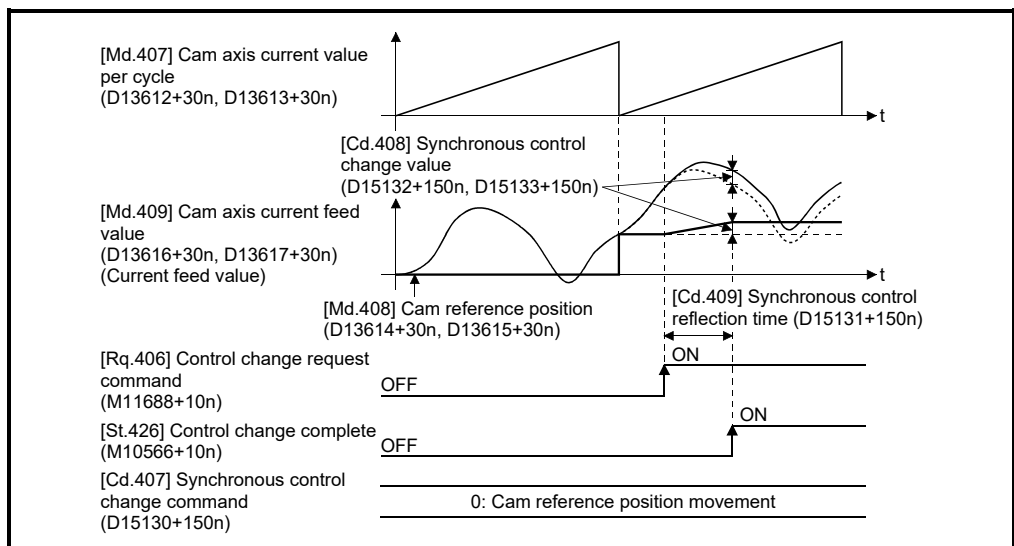 [Md.407] Cam axis current value
per cycle
(D13612+30n, D13613+30n)
t
[Cd.408] Synchronous control
change value
(D15132+150n, D15133+150n)
[Md.409] Cam axis current feed
value
(D13616+30n, D13617+30n)
(Current feed value)
t
[Md.408] Cam reference position
(D13614+30n, D13615+30n)
[Cd.409] Synchronous control
reflection time (D15131+150n)
[Rq.406] Control change request
command
(M11688+10n)
OFF
ON
[St.426] Control change complete
(M10566+10n)
OFF
ON
[Cd.407] Synchronous control
change command
(D15130+150n)
0: Cam reference position movement